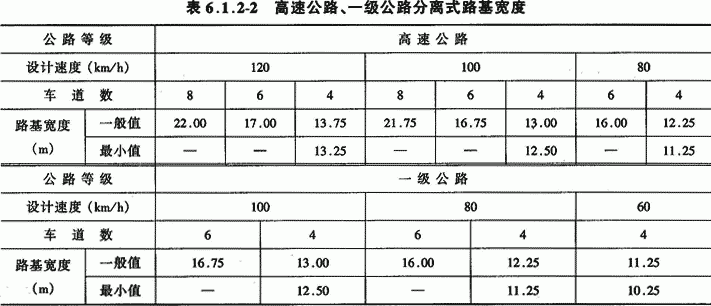 表 6.1.2-2 高速公路、一级公路分离式路基宽度
公路等级 高速公路
设计速度 (km/h) 120 100 80
车道数 8 6 4 8 6 4 6 4
路基宽度(m) 一般值 22.00 17.00 13.75 21.75 16.75 13.00 16.00 12.25
最小值 — — 13.25 — — 12.50 — 11.25
公路等级 一级公路
设计速度 (km/h) 100 80 60
车道数 6 4 6 4 4
路基宽度(m) 一般值 16.75 13.00 16.00 12.25 11.25
最小值 — 12.50 — 11.25 10.25